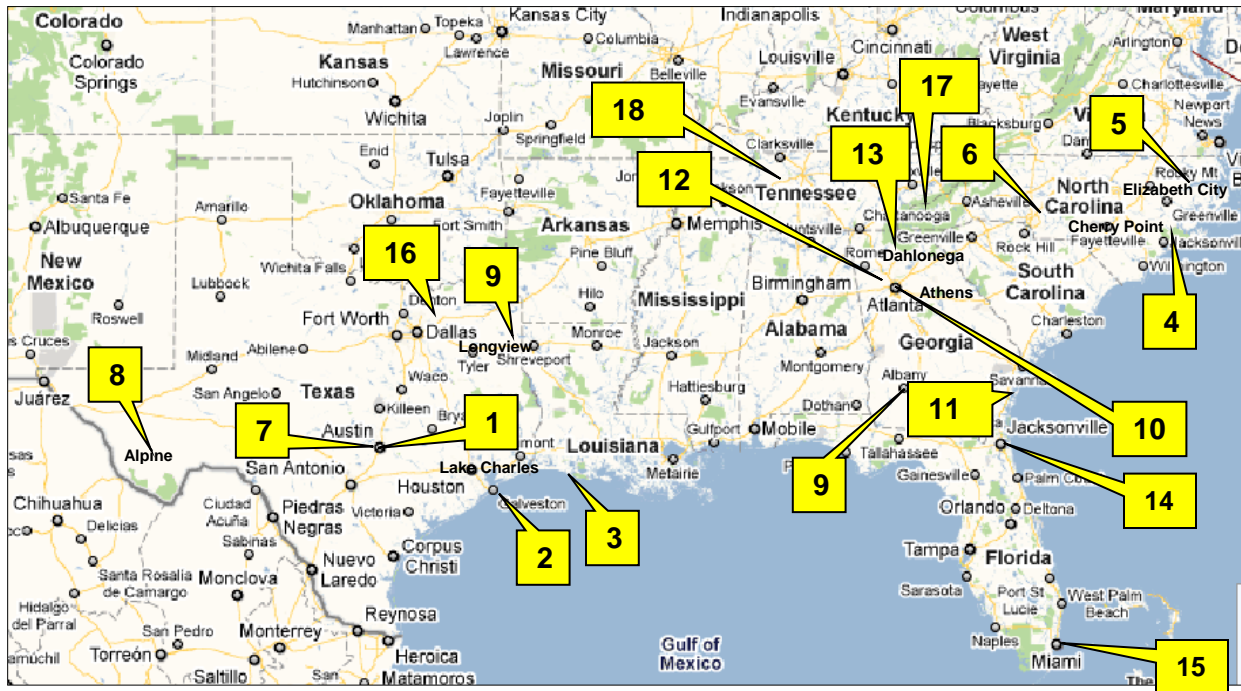 Colorado
Colorado
Springs
Manhattan
Topeka
Lawrence
Kansas City
Columbia
Kansas
Hutchinson
Wichita
Missouri
Belleville
Joplin
Springfield
Indianapolis
Louisville
Evansville
Cincinnati
Columbus
West
Virginia
Maryland
Arlington
Charlottesville
Newport
News
Blacksburg
Kentucky
Clarksville
Tennessee
Memphis
Chattanooga
Asheville
Greenville
Rock Hill
North
Carolina
Rocky Mt
Elizabeth City
Greenville
Cherry Point
Fayetteville
Jacksonville
Wilmington
South
Carolina
Charleston
Santa Fe
Albuquerque
New
Mexico
Roswell
Amarillo
Lubbock
Enid
Tulsa
Oklahoma
Wichita Falls
Fayetteville
Fort Smith
Arkansas
Pine Bluff
Hilo
Monroe
Mississippi
Jackson
Hattiesburg
Birmingham
Alabama
Montgomery
Dothan
Mobile
Gulfport
Rome
Dahlonega
Atlanta
Athens
Georgia
Albany
Savannah
Tallahassee
Jacksonville
Gainesville
Deltona
Orlando
Tampa
Florida
Sarasota
Port St
Lucie
West Palm
Beach
Naples
Miami
The
Denton
Fort Worth
Dallas
Longview
Shreveport
Tyler
Waco
Killeen
Abilene
Midland
San Angelo
Texas
Austin
San Antonio
Houston
Lake Charles
Galveston
Victoria
Corpus
Christi
Louisiana
Metairie
Alpine
Juárez
Chihuahua
Delicias
Ciudad
Acuña
Piedras
Negras
Sabinas
Nuevo
Laredo
Santa Rosalia
de Camargo
Monclova
Hidalgo
del Parral
San Pedro
Torreón
Monterrey
Saltillo
San
Reynosa
Heroica
Matamoros
Gulf of
Mexico
1
2
3
4
5
6
7
8
9
9
10
11
12
13
14
15
16
17
18